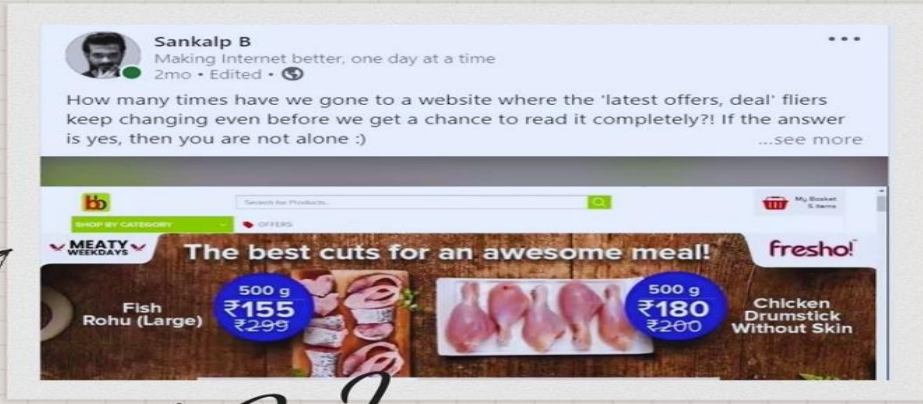 Sankalp B
Making Internet better, one day at a time
2mo • Edited •
How many times have we gone to a website where the 'latest offers, deal' fliers
keep changing even before we get a chance to read it completely?! If the answer
is yes, then you are not alone :)
...see more
bb
Search for Products..
My Basket
5 items
SHOP BY CATEGORY
OFFERS
MEATY
WEEKDAYS
The best cuts for an awesome meal!
fresho!
Fish
Rohu (Large)
500 g
₹155
₹299
500 g
₹180
₹200
Chicken
Drumstick
Without Skin